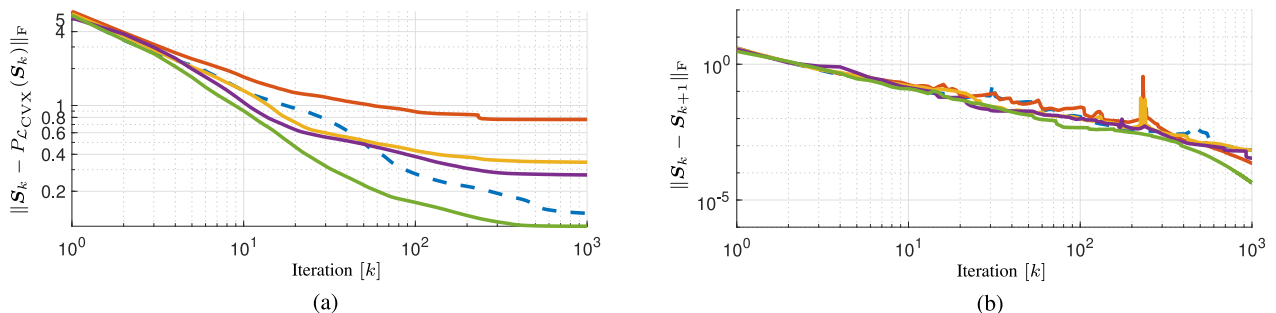 ‖S_k − P_{ℒ_CVX}(S_k)‖_F
5
4
1
0.8
0.6
0.4
0.2
10^0
10^1
10^2
10^3
Iteration [k]
(a)
‖S_k − S_{k+1}‖_F
10^0
10^{-5}
10^0
10^1
10^2
10^3
Iteration [k]
(b)